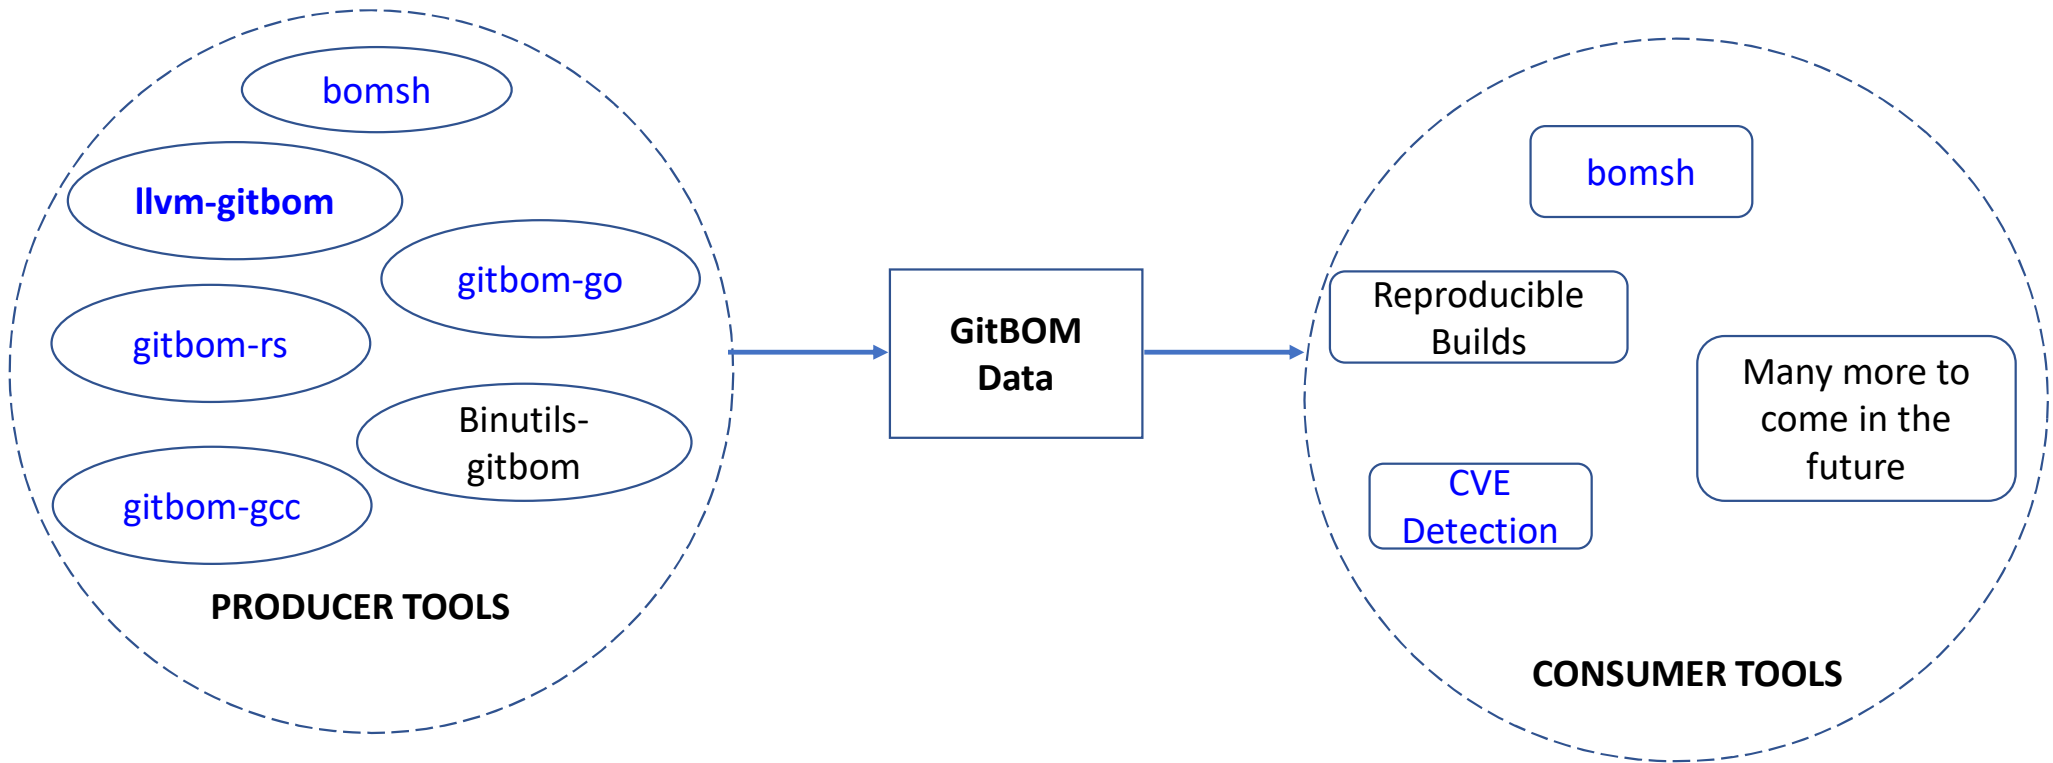 bomsh
llvm-gitbom
gitbom-go
gitbom-rs
Binutils-
gitbom
gitbom-gcc
PRODUCER TOOLS
GitBOM
Data
bomsh
Reproducible
Builds
Many more to
come in the
future
CVE
Detection
CONSUMER TOOLS